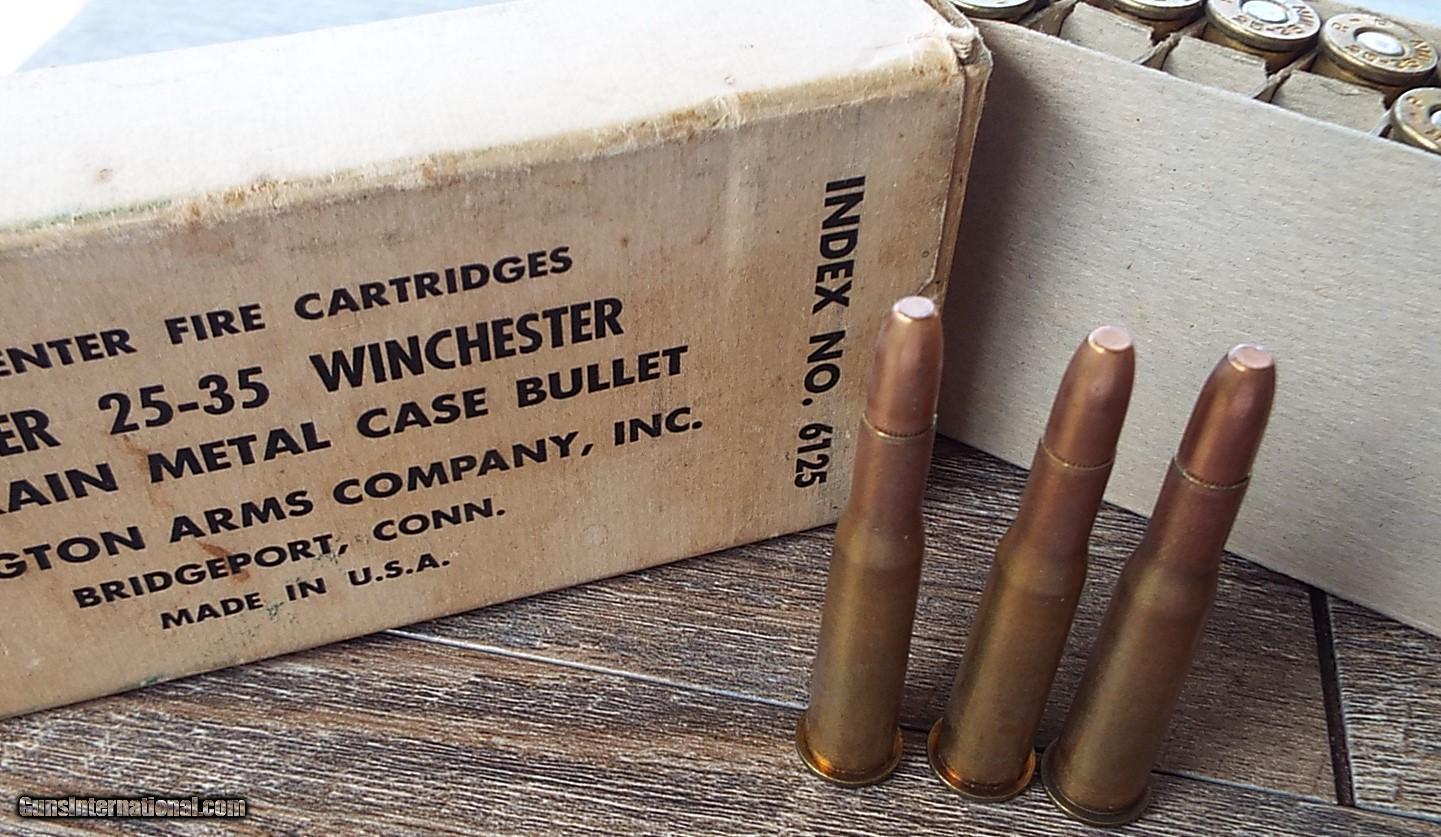 ENTER FIRE CARTRIDGES
ER 25-35 WINCHESTER
AIN METAL CASE BULLET
GTON ARMS COMPANY, INC.
BRIDGEPORT, CONN.
MADE IN U.S.A.
INDEX NO. 6125
GunsInternational.com